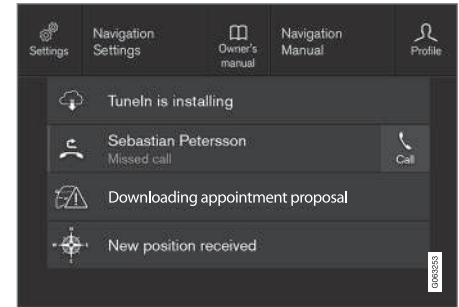 Settings
Navigation
Settings
Owner's
manual
Navigation
Manual
Profile
TuneIn is installing
Sebastian Petersson
Missed call
Call
Downloading appointment proposal
New position received
G063253